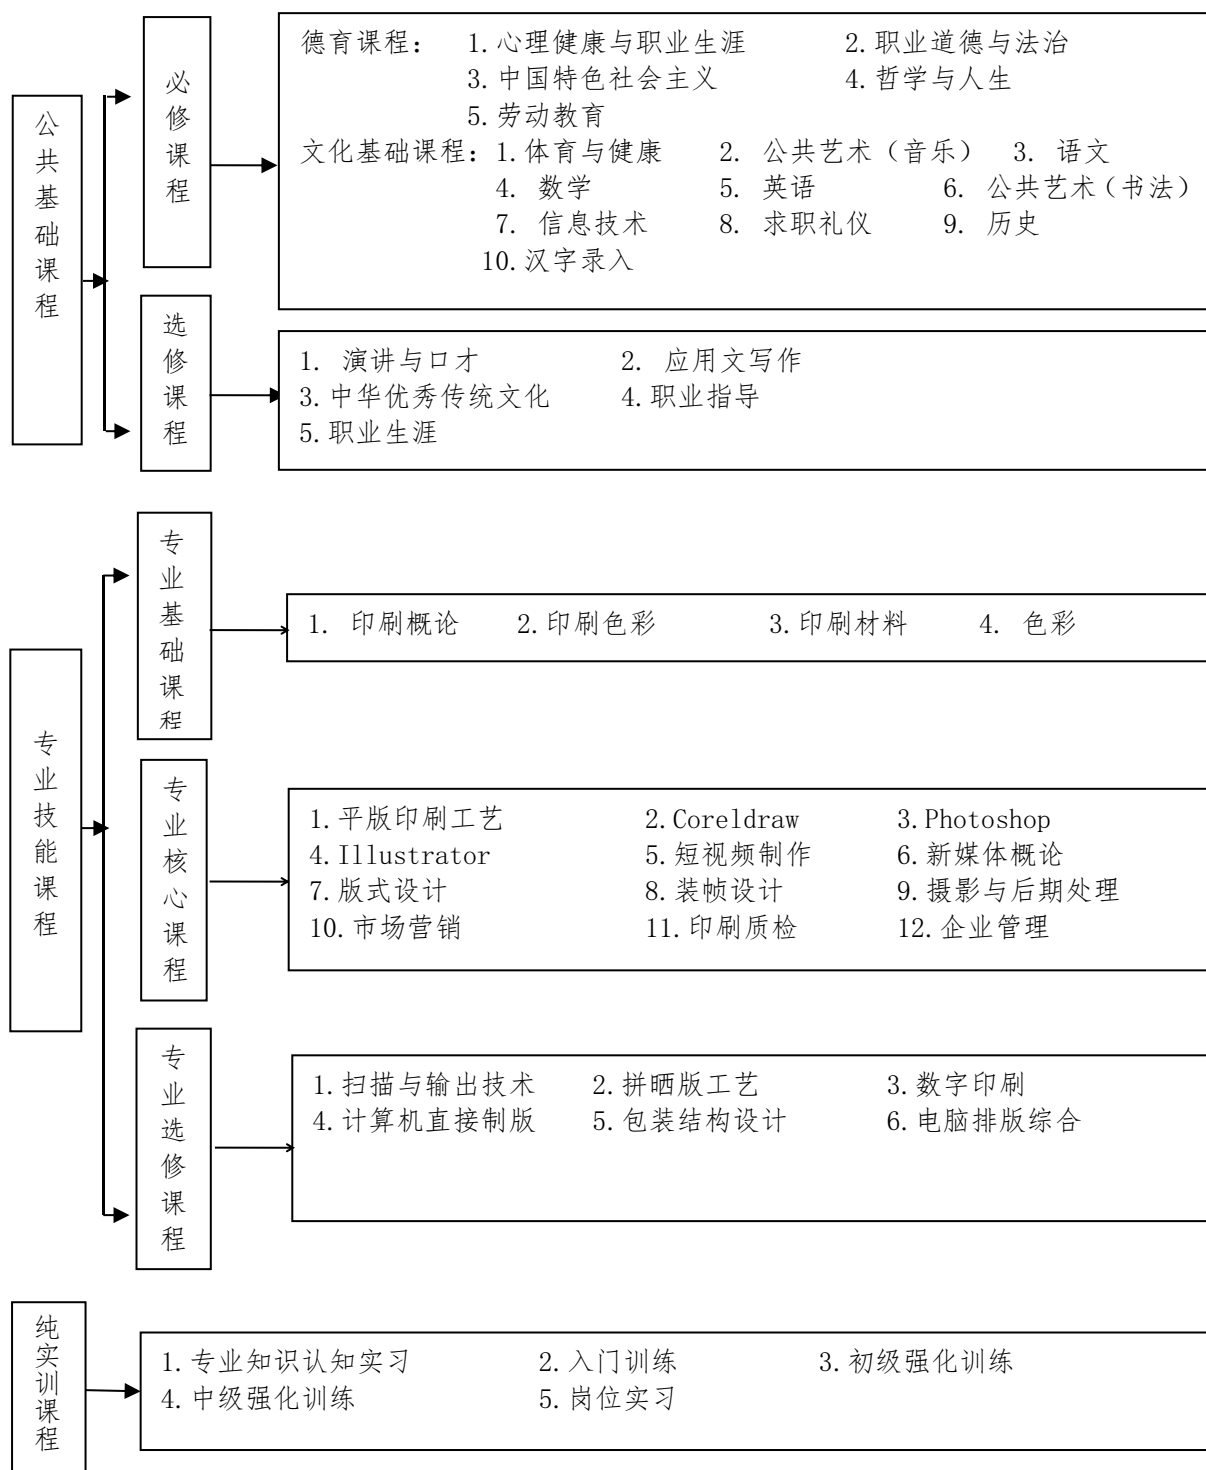 公共基础课程
必修课程
德育课程： 1.心理健康与职业生涯 2.职业道德与法治
3.中国特色社会主义 4.哲学与人生
5.劳动教育
文化基础课程：1.体育与健康 2. 公共艺术（音乐） 3. 语文
4. 数学 5. 英语 6. 公共艺术（书法）
7. 信息技术 8. 求职礼仪 9. 历史
10.汉字录入
选修课程
1. 演讲与口才 2. 应用文写作
3.中华优秀传统文化 4.职业指导
5.职业生涯
专业技能课程
专业基础课程
1. 印刷概论 2.印刷色彩 3.印刷材料 4. 色彩
专业核心课程
1.平版印刷工艺 2.Coreldraw 3.Photoshop
4.Illustrator 5.短视频制作 6.新媒体概论
7.版式设计 8.装帧设计 9.摄影与后期处理
10.市场营销 11.印刷质检 12.企业管理
专业选修课程
1.扫描与输出技术 2.拼晒版工艺 3.数字印刷
4.计算机直接制版 5.包装结构设计 6.电脑排版综合
纯实训课程
1.专业知识认知实习 2.入门训练 3.初级强化训练
4.中级强化训练 5.岗位实习